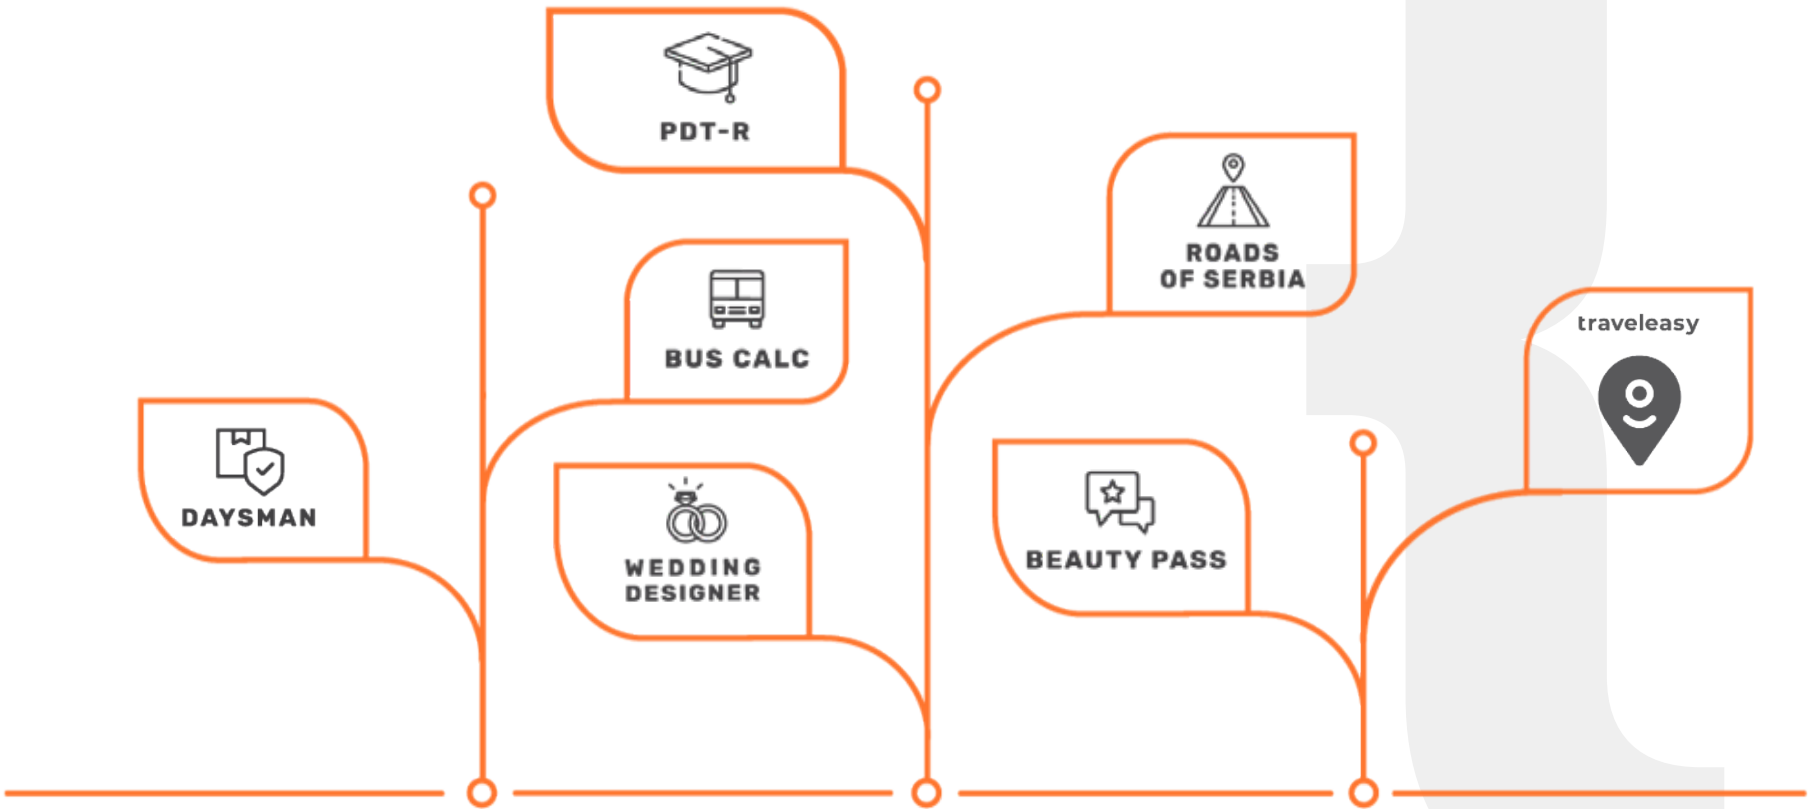 PDT-R
ROADS
OF SERBIA
BUS CALC
traveleasy
DAYSMAN
WEDDING
DESIGNER
BEAUTY PASS